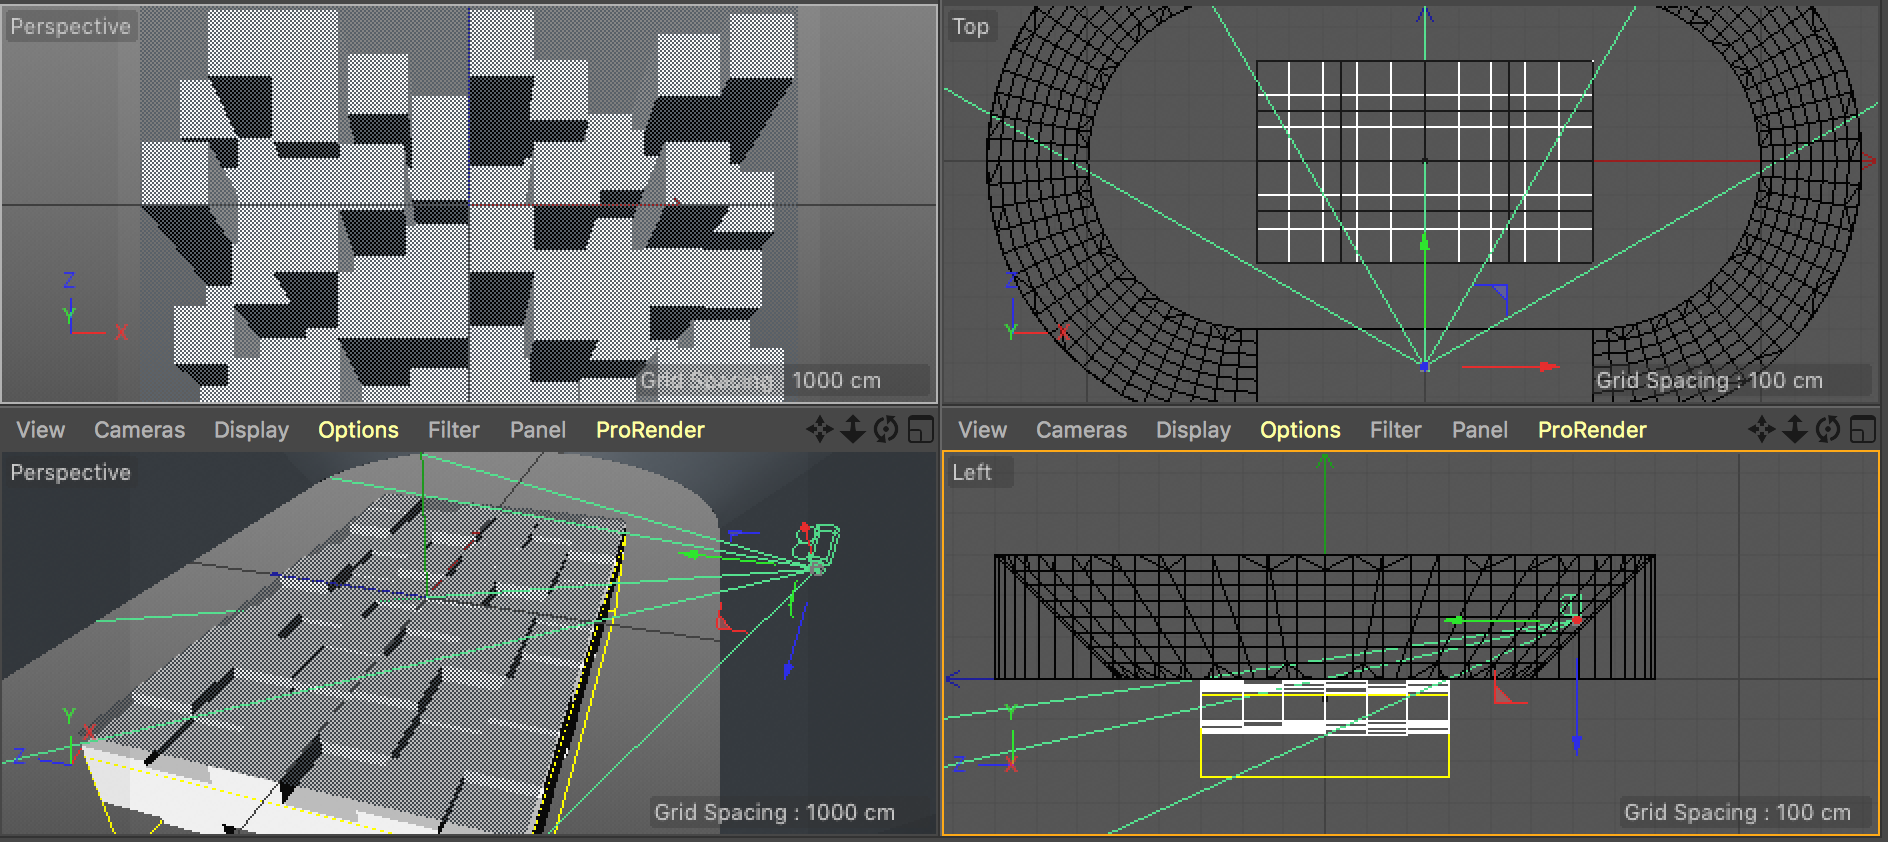 Perspective
Z
Y
X
Grid Spacing : 1000 cm
Top
Z
Y
X
Grid Spacing : 100 cm
View Cameras Display Options Filter Panel ProRender
View Cameras Display Options Filter Panel ProRender
Perspective
Y
X
Z
Grid Spacing : 1000 cm
Left
Y
Z
X
Grid Spacing : 100 cm